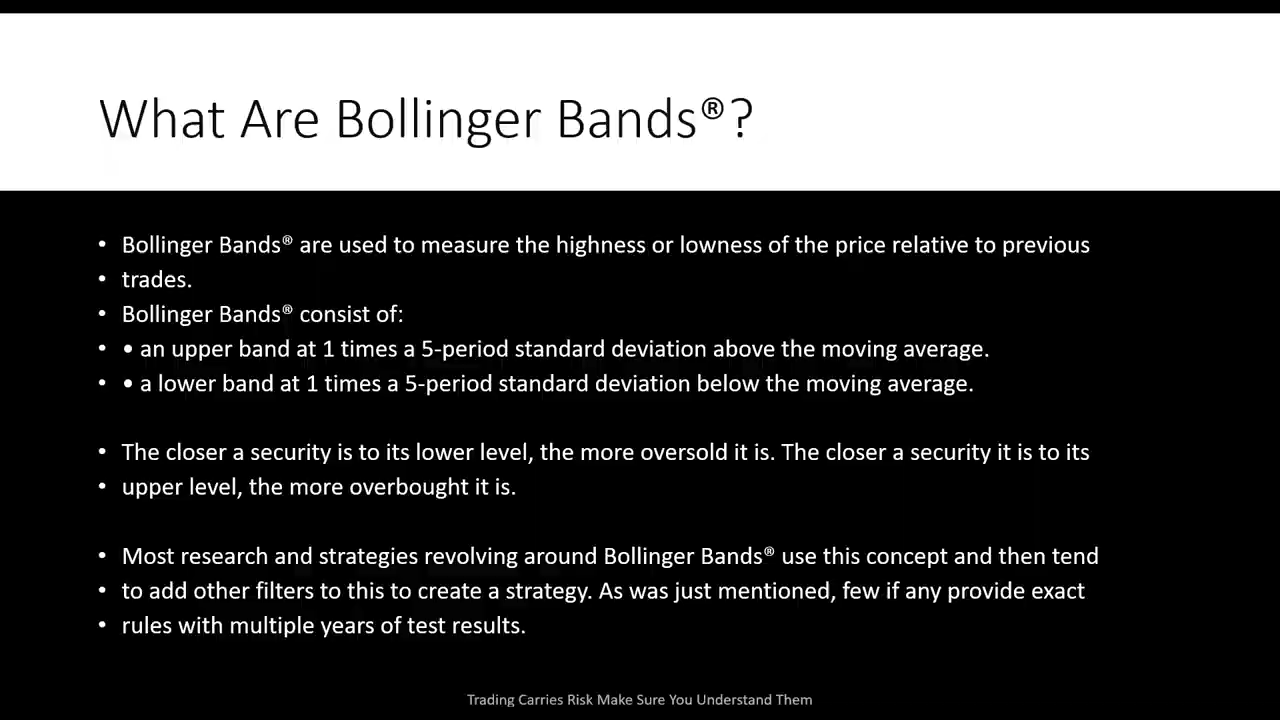 What Are Bollinger Bands®?
• Bollinger Bands® are used to measure the highness or lowness of the price relative to previous
• trades.
• Bollinger Bands® consist of:
• • an upper band at 1 times a 5-period standard deviation above the moving average.
• • a lower band at 1 times a 5-period standard deviation below the moving average.
• The closer a security is to its lower level, the more oversold it is. The closer a security it is to its
• upper level, the more overbought it is.
• Most research and strategies revolving around Bollinger Bands® use this concept and then tend
• to add other filters to this to create a strategy. As was just mentioned, few if any provide exact
• rules with multiple years of test results.
Trading Carries Risk Make Sure You Understand Them